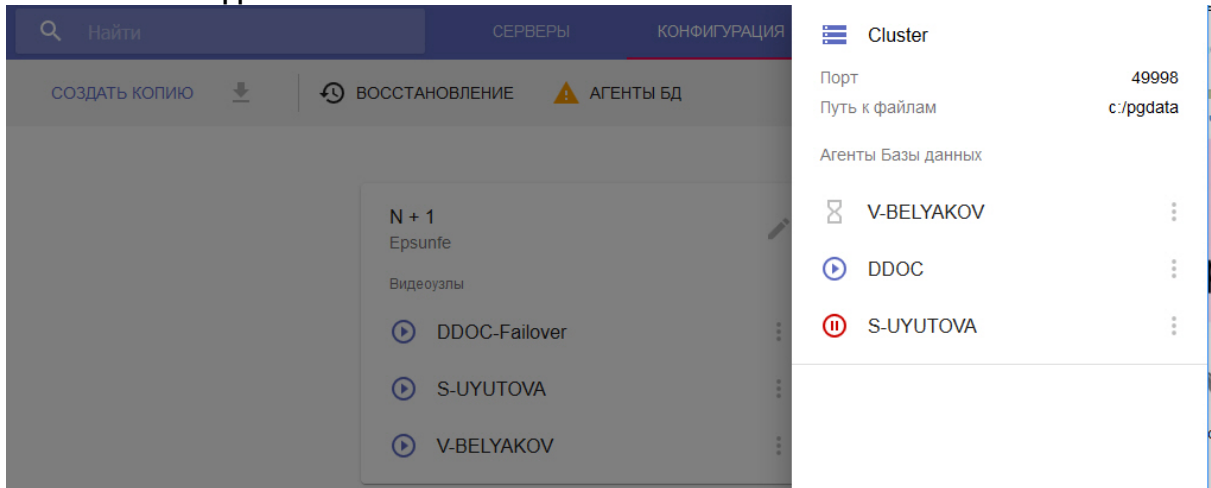 Найти
СЕРВЕРЫ
КОНФИГУРАЦИЯ
СОЗДАТЬ КОПИЮ
ВОССТАНОВЛЕНИЕ
АГЕНТЫ БД
N + 1
Epsunfe
Видеоузлы
DDOC-Failover
S-UYUTOVA
V-BELYAKOV
Cluster
Порт 49998
Путь к файлам c:/pgdata
Агенты Базы данных
V-BELYAKOV
DDOC
S-UYUTOVA